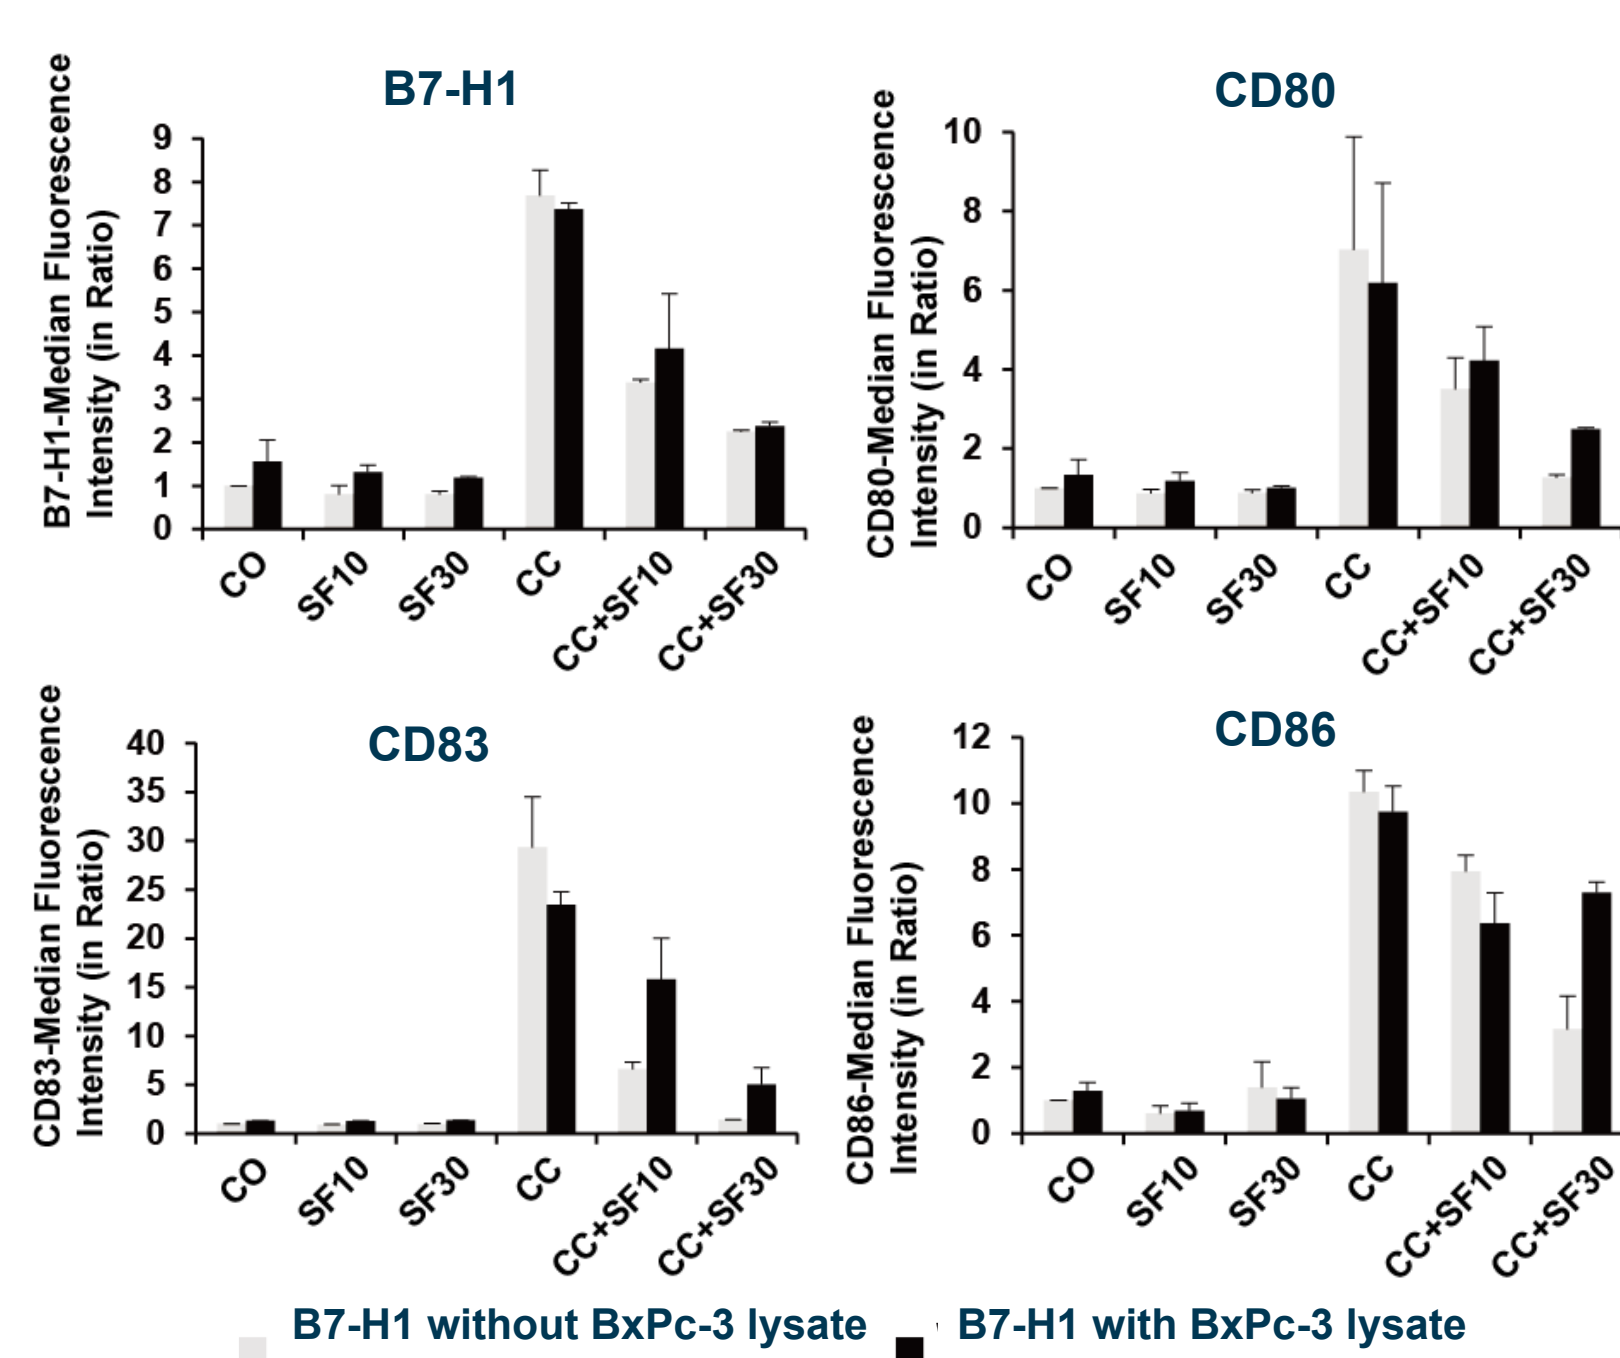 B7-H1
B7-H1-Median Fluorescence
Intensity (in Ratio)
9
8
7
6
5
4
3
2
1
0
CO
SF10
SF30
CC
CC+SF10
CC+SF30
CD80
CD80-Median Fluorescence
Intensity (in Ratio)
10
8
6
4
2
0
CO
SF10
SF30
CC
CC+SF10
CC+SF30
CD83
CD83-Median Fluorescence
Intensity (in Ratio)
40
35
30
25
20
15
10
5
0
CO
SF10
SF30
CC
CC+SF10
CC+SF30
CD86
CD86-Median Fluorescence
Intensity (in Ratio)
12
10
8
6
4
2
0
CO
SF10
SF30
CC
CC+SF10
CC+SF30
B7-H1 without BxPc-3 lysate
B7-H1 with BxPc-3 lysate